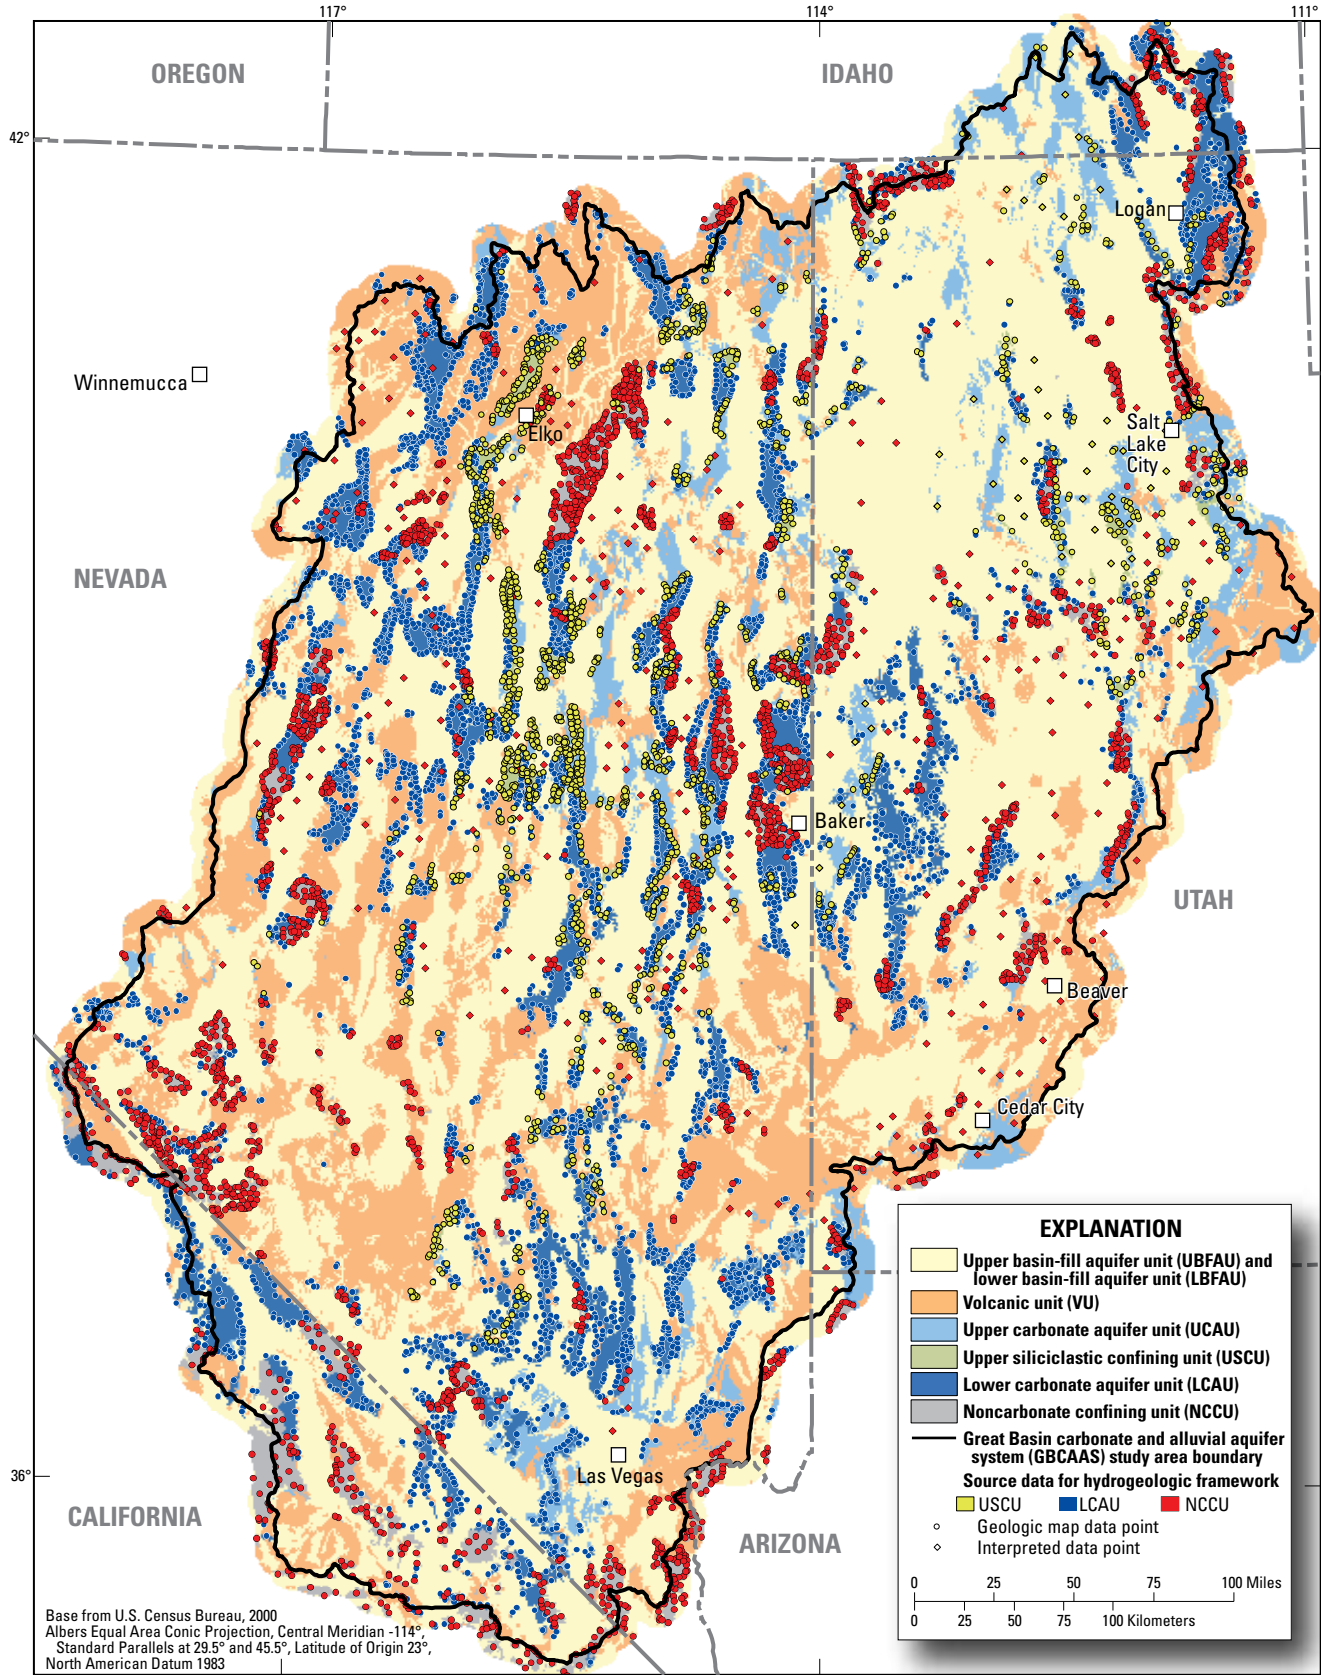 117°
114°
111°
OREGON
IDAHO
42°
Logan
Winnemucca
Elko
Salt
Lake
City
NEVADA
Baker
UTAH
Beaver
Cedar City
EXPLANATION
Upper basin-fill aquifer unit (UBFAU) and
lower basin-fill aquifer unit (LBFAU)
Volcanic unit (VU)
Upper carbonate aquifer unit (UCAU)
Upper siliciclastic confining unit (USCU)
Lower carbonate aquifer unit (LCAU)
Noncarbonate confining unit (NCCU)
Great Basin carbonate and alluvial aquifer
system (GBCAAS) study area boundary
Source data for hydrogeologic framework
USCU LCAU NCCU
Geologic map data point
Interpreted data point
0 25 50 75 100 Miles
0 25 50 75 100 Kilometers
Las Vegas
36°
CALIFORNIA
ARIZONA
Base from U.S. Census Bureau, 2000
Albers Equal Area Conic Projection, Central Meridian -114°,
Standard Parallels at 29.5° and 45.5°, Latitude of Origin 23°,
North American Datum 1983